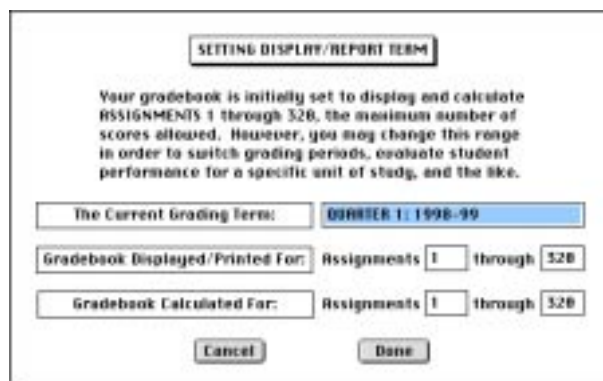 SETTING DISPLAY/REPORT TERM
Your gradebook is initially set to display and calculate
ASSIGNMENTS 1 through 320, the maximum number of
scores allowed. However, you may change this range
in order to switch grading periods, evaluate student
performance for a specific unit of study, and the like.
The Current Grading Term: QUARTER 1: 1998-99
Gradebook Displayed/Printed For: Assignments 1 through 320
Gradebook Calculated For: Assignments 1 through 320
Cancel Done